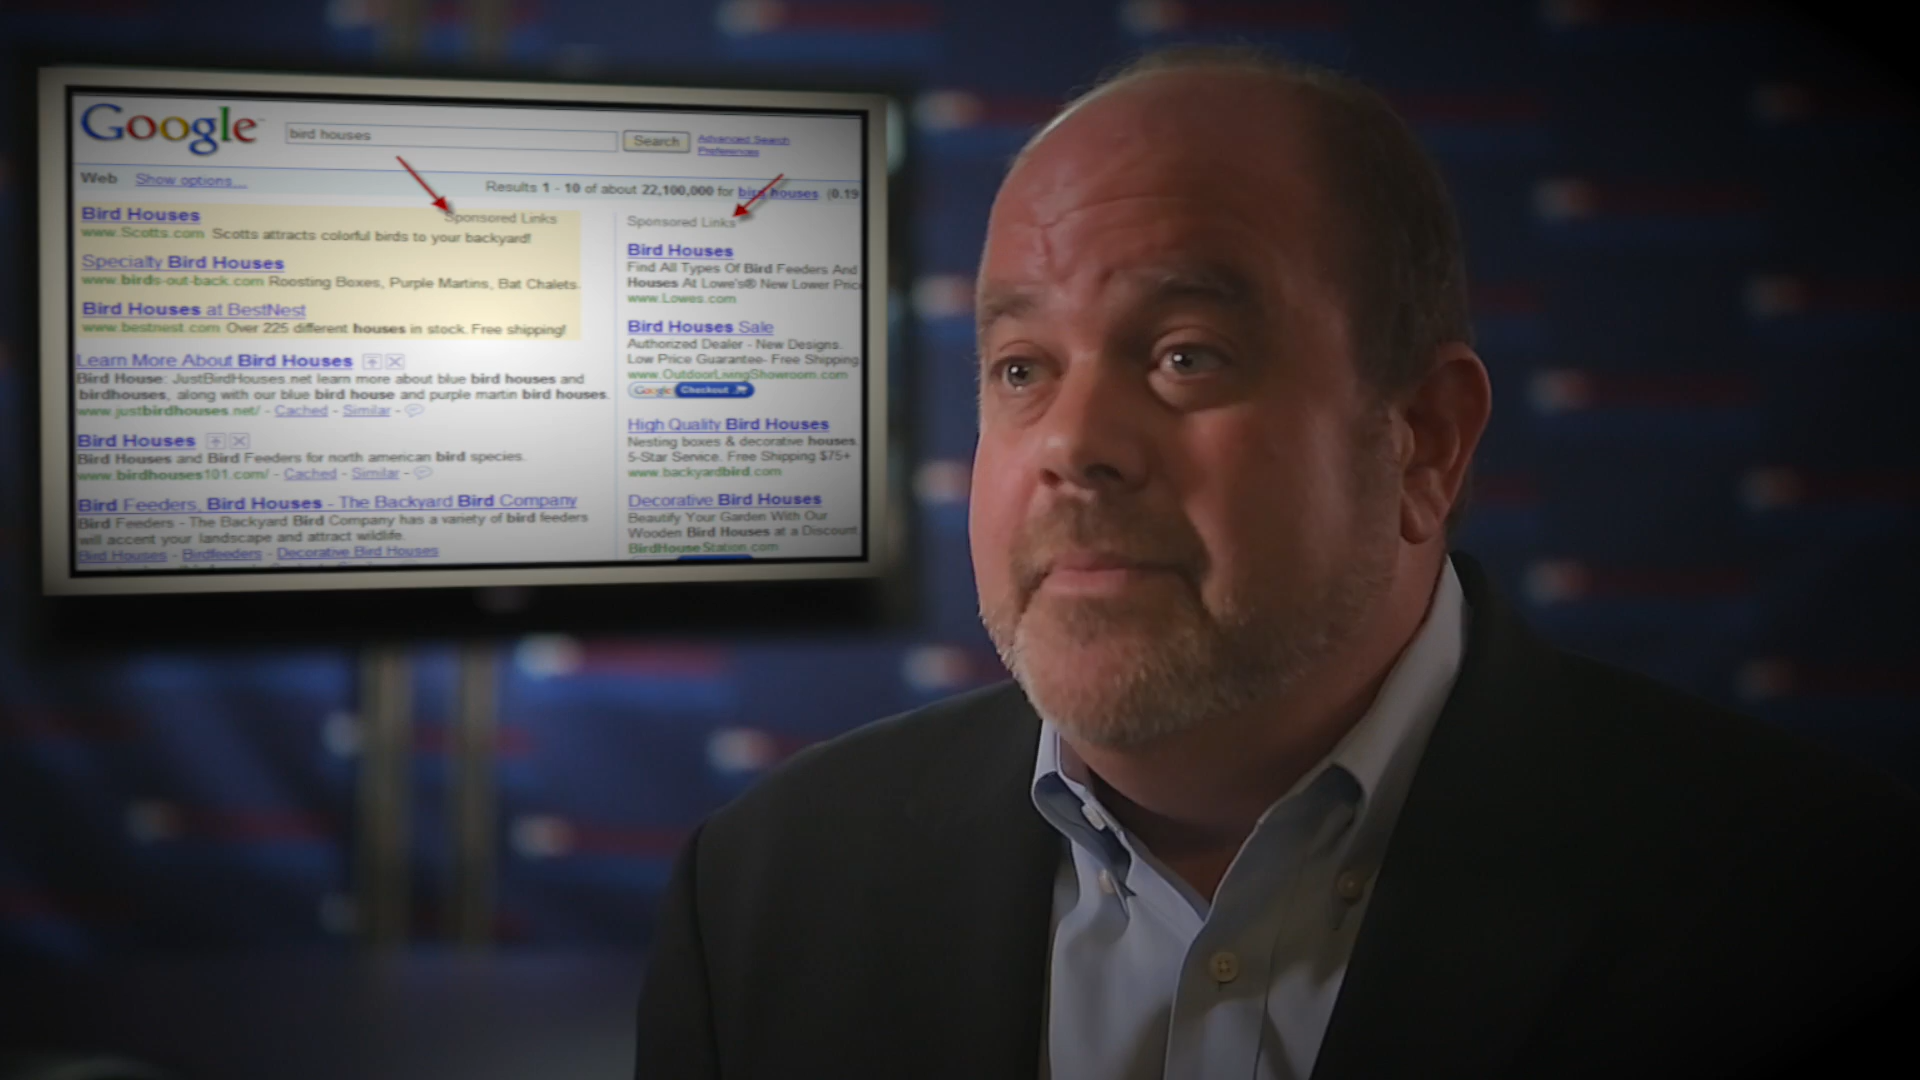 Google™
bird houses
Search
Advanced Search
Preferences
Web Show options...
Results 1 - 10 of about 22,100,000 for bird houses. (0.19
Bird Houses
Sponsored Links
www.Scotts.com Scotts attracts colorful birds to your backyard!
Specialty Bird Houses
www.birds-out-back.com Roosting Boxes, Purple Martins, Bat Chalets.
Bird Houses at BestNest
www.bestnest.com Over 225 different houses in stock. Free shipping!
Learn More About Bird Houses
Bird House: JustBirdHouses.net learn more about blue bird houses and
birdhouses, along with our blue bird house and purple martin bird houses.
www.justbirdhouses.net/ - Cached - Similar -
Bird Houses
Bird Houses and Bird Feeders for north american bird species.
www.birdhouses101.com/ - Cached - Similar -
Bird Feeders, Bird Houses - The Backyard Bird Company
Bird Feeders - The Backyard Bird Company has a variety of bird feeders
will accent your landscape and attract wildlife.
Bird Houses - Birdfeeders - Decorative Bird Houses
Sponsored Links
Bird Houses
Find All Types Of Bird Feeders And
Houses At Lowe's® New Lower Pric
www.Lowes.com
Bird Houses Sale
Authorized Dealer - New Designs.
Low Price Guarantee- Free Shipping
www.OutdoorLivingShowroom.com
Google Checkout
High Quality Bird Houses
Nesting boxes & decorative houses.
5-Star Service. Free Shipping $75+
www.backyardbird.com
Decorative Bird Houses
Beautify Your Garden With Our
Wooden Bird Houses at a Discount
BirdHouseStation.com